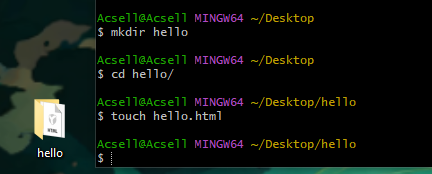 Acsell@Acsell MINGW64 ~/Desktop
$ mkdir hello
Acsell@Acsell MINGW64 ~/Desktop
$ cd hello/
Acsell@Acsell MINGW64 ~/Desktop/hello
$ touch hello.html
Acsell@Acsell MINGW64 ~/Desktop/hello
$
HTML
hello